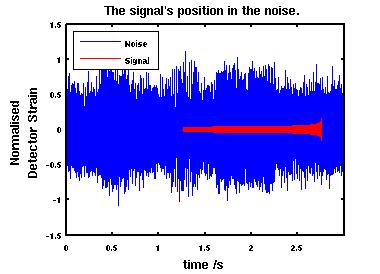 The signal's position in the noise.
1.5
Noise
Signal
1
0.5
0
-0.5
-1
-1.5
Normalised
Detector Strain
0 0.5 1 1.5 2 2.5
time /s